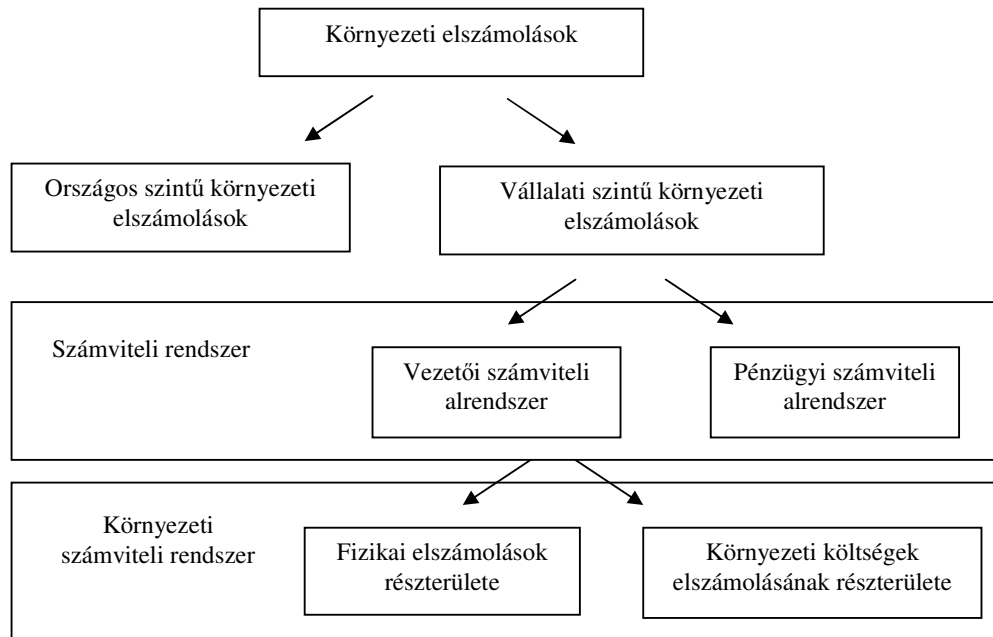 Környezeti elszámolások
Országos szintű környezeti
elszámolások
Vállalati szintű környezeti
elszámolások
Számviteli rendszer
Vezetői számviteli
alrendszer
Pénzügyi számviteli
alrendszer
Környezeti
számviteli rendszer
Fizikai elszámolások
részterülete
Környezeti költségek
elszámolásának részterülete